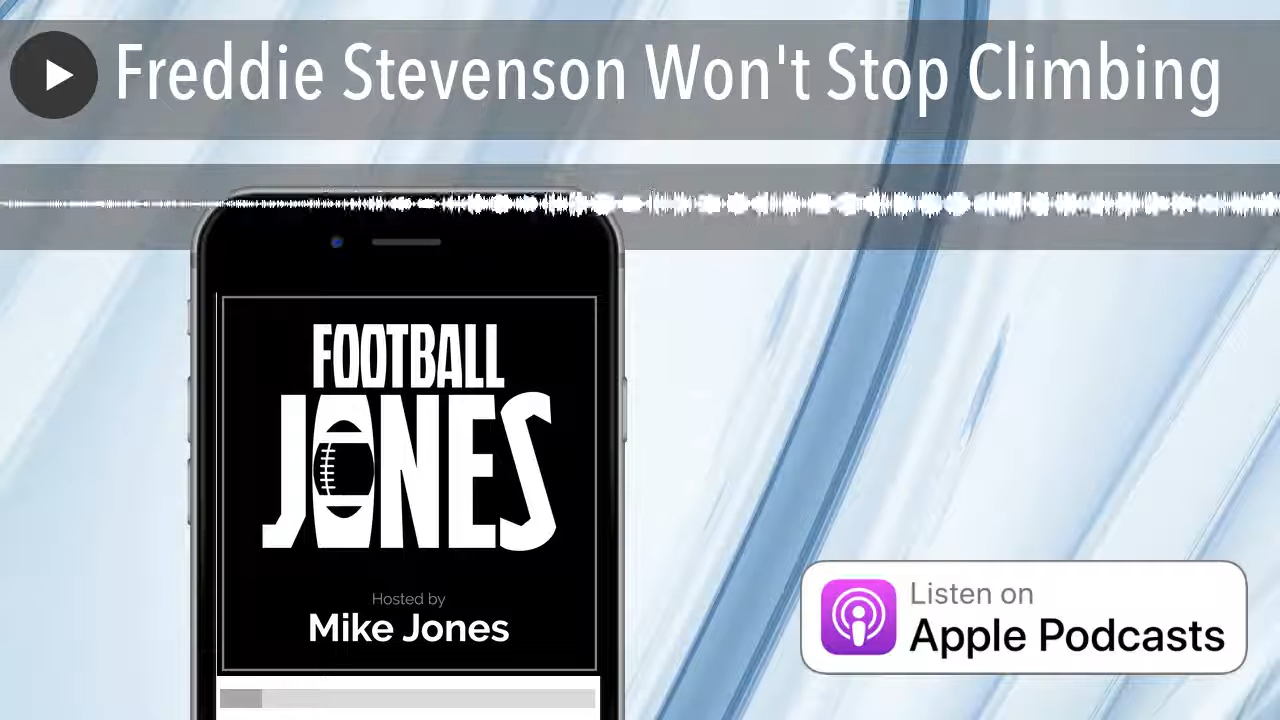 Freddie Stevenson Won't Stop Climbing
FOOTBALL
JONES
Hosted by
Mike Jones
Listen on
Apple Podcasts